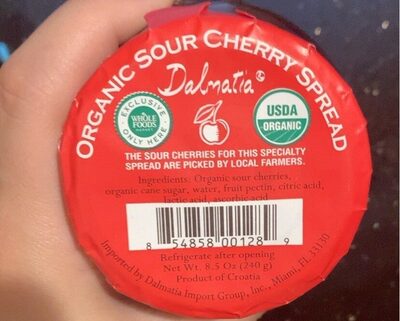 ORGANIC SOUR CHERRY SPREAD
Dalmatia®
EXCLUSIVE
WHOLE
FOODS
MARKET
ONLY HERE
USDA
ORGANIC
THE SOUR CHERRIES FOR THIS SPECIALTY
SPREAD ARE PICKED BY LOCAL FARMERS.
Ingredients: Organic sour cherries,
organic cane sugar, water, fruit pectin, citric acid,
lactic acid, ascorbic acid
8 54858 00128 9
Refrigerate after opening
Net Wt. 8.5 Oz (240 g)
Product of Croatia
Imported by Dalmatia Import Group, Inc., Miami, FL 33130